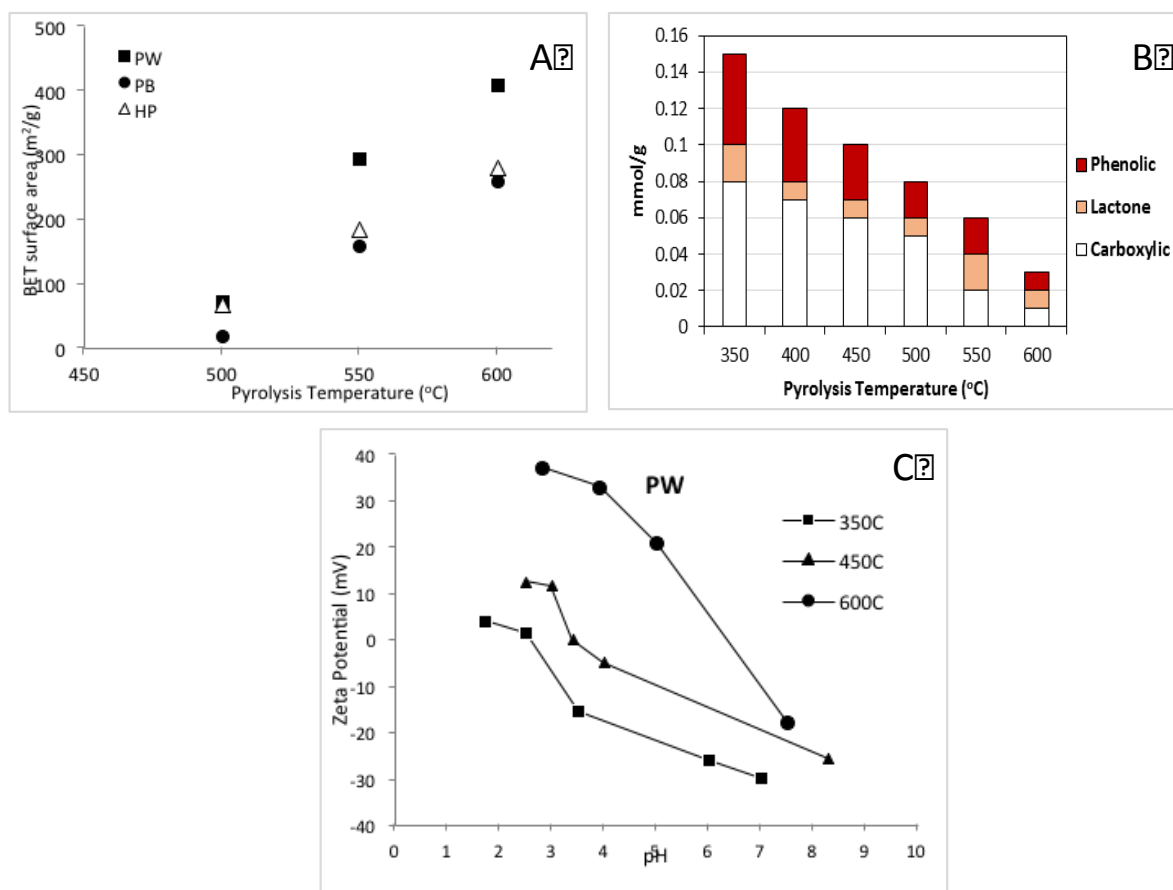 A
500
400
300
200
100
0
BET surface area (m²/g)
PW
PB
HP
450
500
550
600
Pyrolysis Temperature (°C)
B
0.16
0.14
0.12
0.1
0.08
0.06
0.04
0.02
0
mmol/g
350
400
450
500
550
600
Pyrolysis Temperature (°C)
Phenolic
Lactone
Carboxylic
C
PW
40
30
20
10
0
-10
-20
-30
-40
Zeta Potential (mV)
350C
450C
600C
0
1
2
3
4
5
6
7
8
9
10
pH